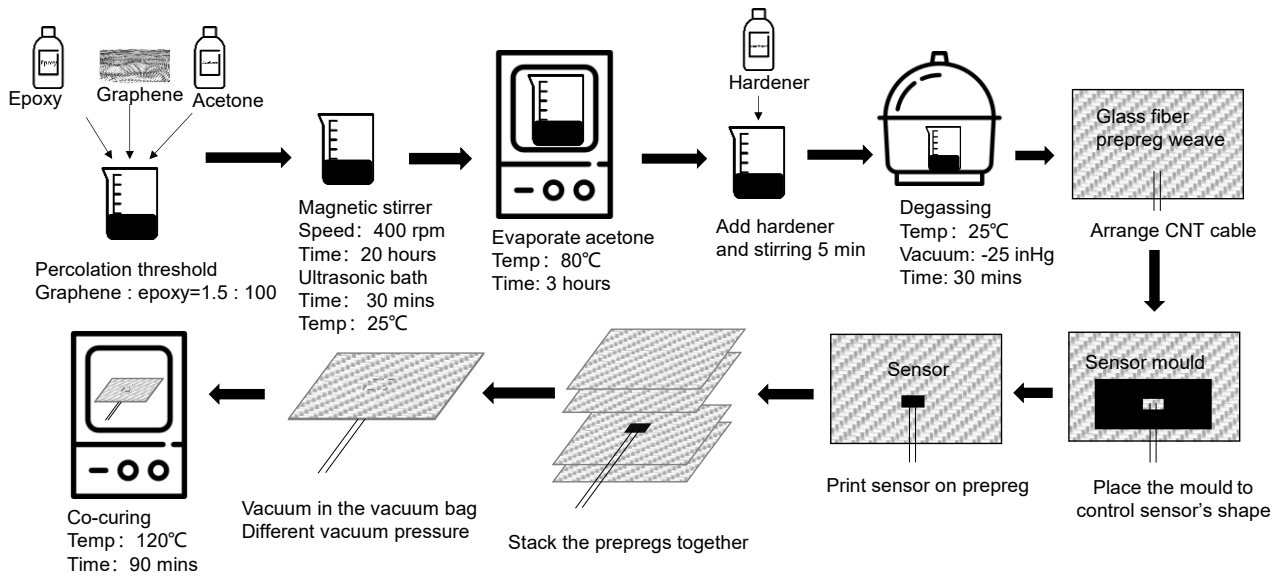 Epoxy
Graphene
Acetone
Percolation threshold
Graphene : epoxy=1.5 : 100
Magnetic stirrer
Speed： 400 rpm
Time： 20 hours
Ultrasonic bath
Time： 30 mins
Temp： 25℃
Evaporate acetone
Temp： 80℃
Time: 3 hours
Hardener
Add hardener
and stirring 5 min
Degassing
Temp： 25℃
Vacuum: -25 inHg
Time: 30 mins
Glass fiber
prepreg weave
Arrange CNT cable
Sensor mould
Place the mould to
control sensor’s shape
Sensor
Print sensor on prepreg
Stack the prepregs together
Vacuum in the vacuum bag
Different vacuum pressure
Co-curing
Temp： 120℃
Time: 90 mins